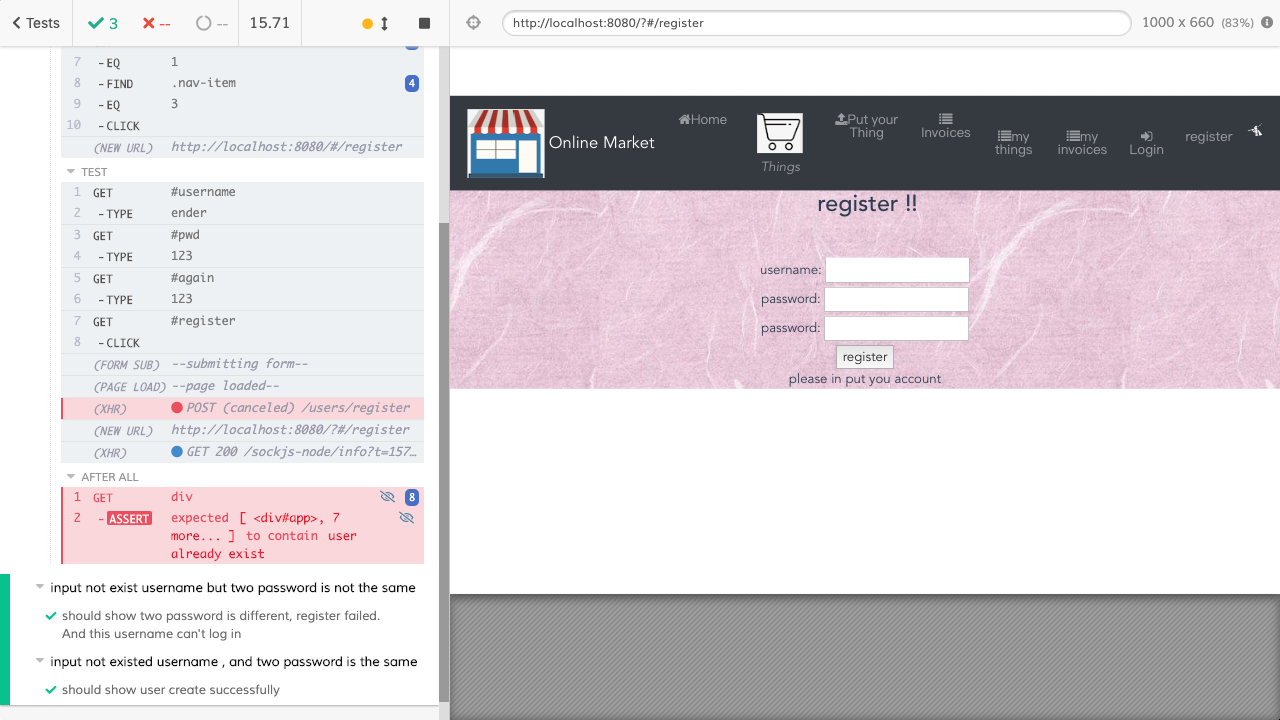 Tests
3
--
--
15.71
http://localhost:8080/?#/register
1000 x 660 (83%)
7 -EQ 1
8 -FIND .nav-item 4
9 -EQ 3
10 -CLICK
(NEW URL) http://localhost:8080/#/register
TEST
1 GET #username
2 -TYPE ender
3 GET #pwd
4 -TYPE 123
5 GET #again
6 -TYPE 123
7 GET #register
8 -CLICK
(FORM SUB) --submitting form--
(PAGE LOAD) --page loaded--
(XHR) POST (canceled) /users/register
(NEW URL) http://localhost:8080/?#/register
(XHR) GET 200 /sockjs-node/info?t=157…
AFTER ALL
1 GET div 8
2 -ASSERT expected [ <div#app>, 7
more... ] to contain user
already exist
input not exist username but two password is not the same
should show two password is different, register failed.
And this username can't log in
input not existed username , and two password is the same
should show user create successfully
Online Market
Home
Things
Put your
Thing
Invoices
my
things
my
invoices
Login
register
register !!
username:
password:
password:
register
please in put you account